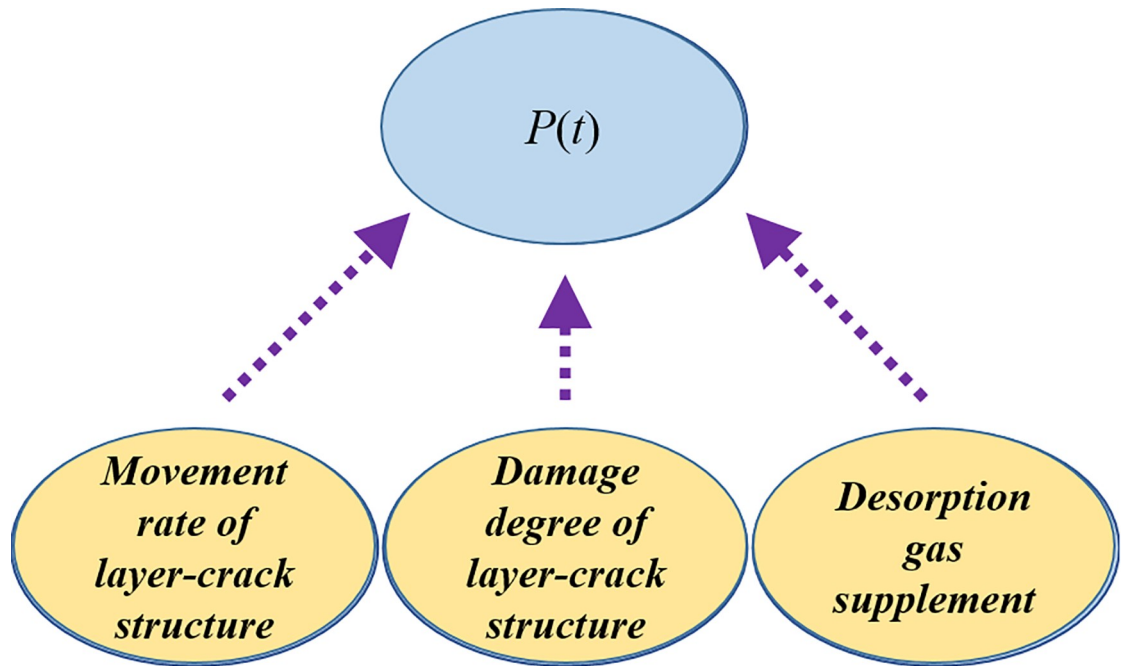 P(t)
Movement
rate of
layer-crack
structure
Damage
degree of
layer-crack
structure
Desorption
gas
supplement